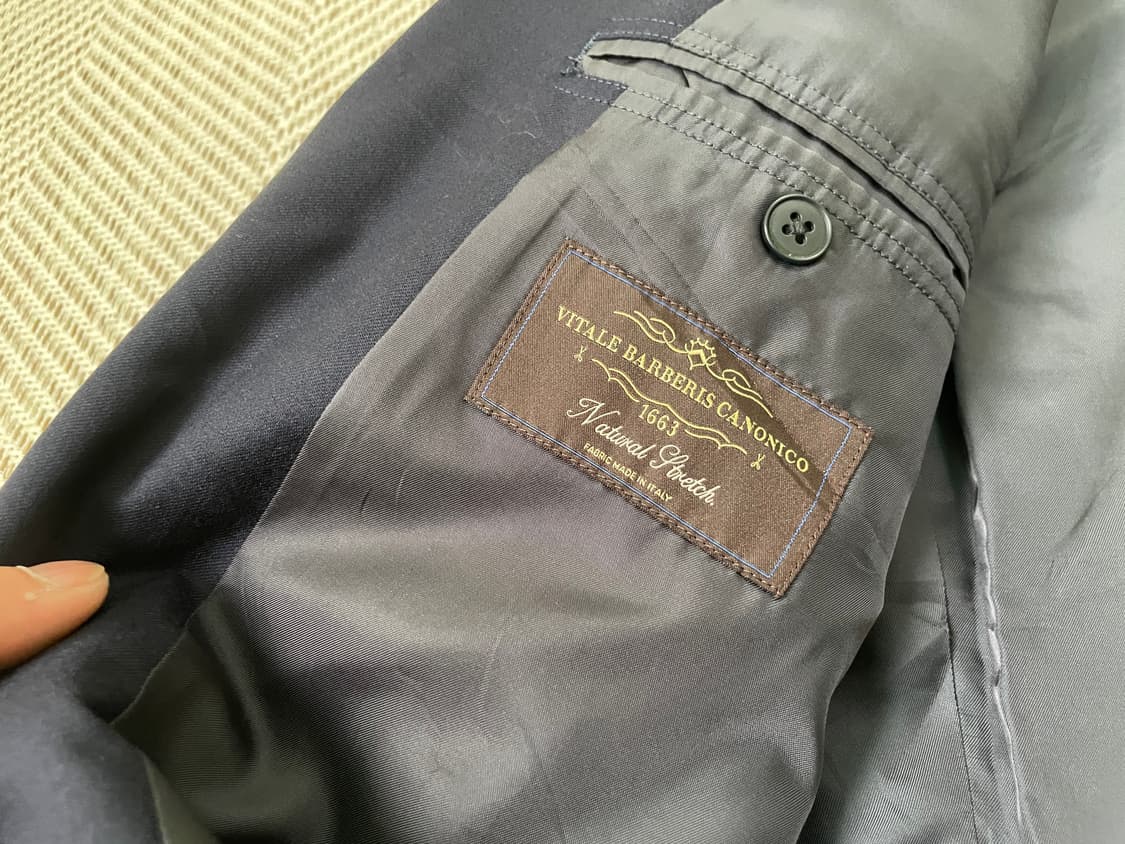 VITALE BARBERIS CANONICO
1663
Natural Stretch.
FABRIC MADE IN ITALY